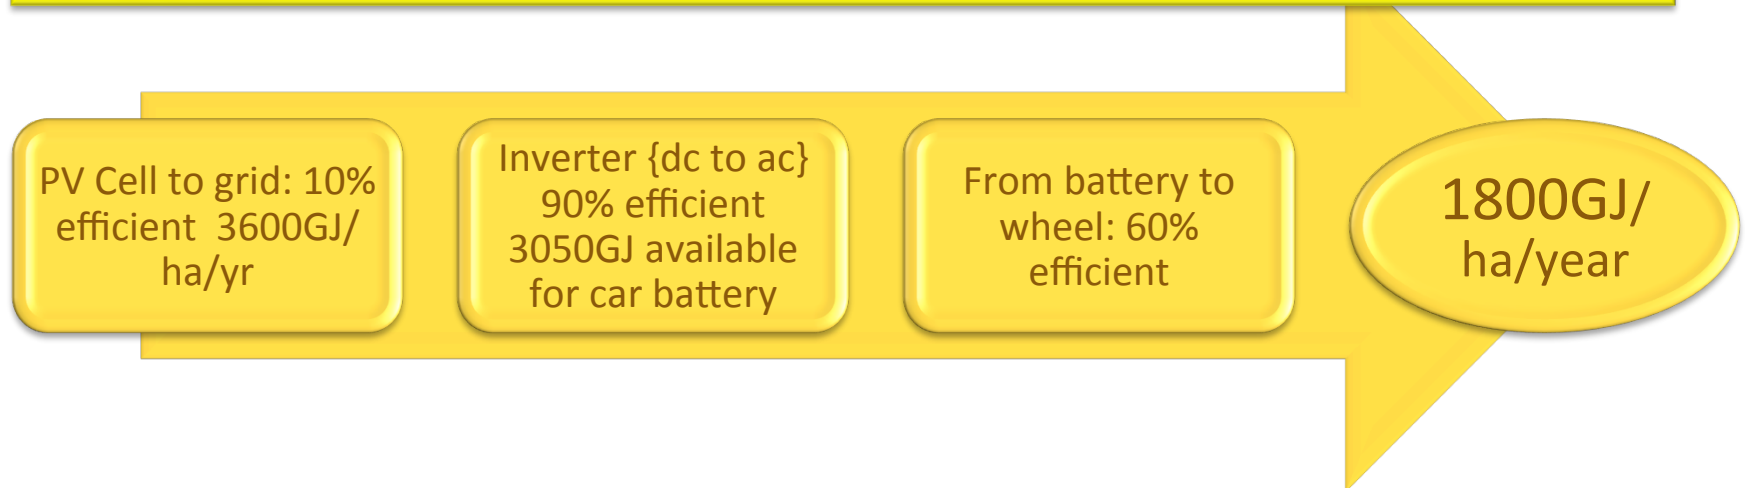 PV Cell to grid: 10%
efficient  3600GJ/
ha/yr
Inverter {dc to ac}
90% efficient
3050GJ available
for car battery
From battery to
wheel: 60%
efficient
1800GJ/
ha/year